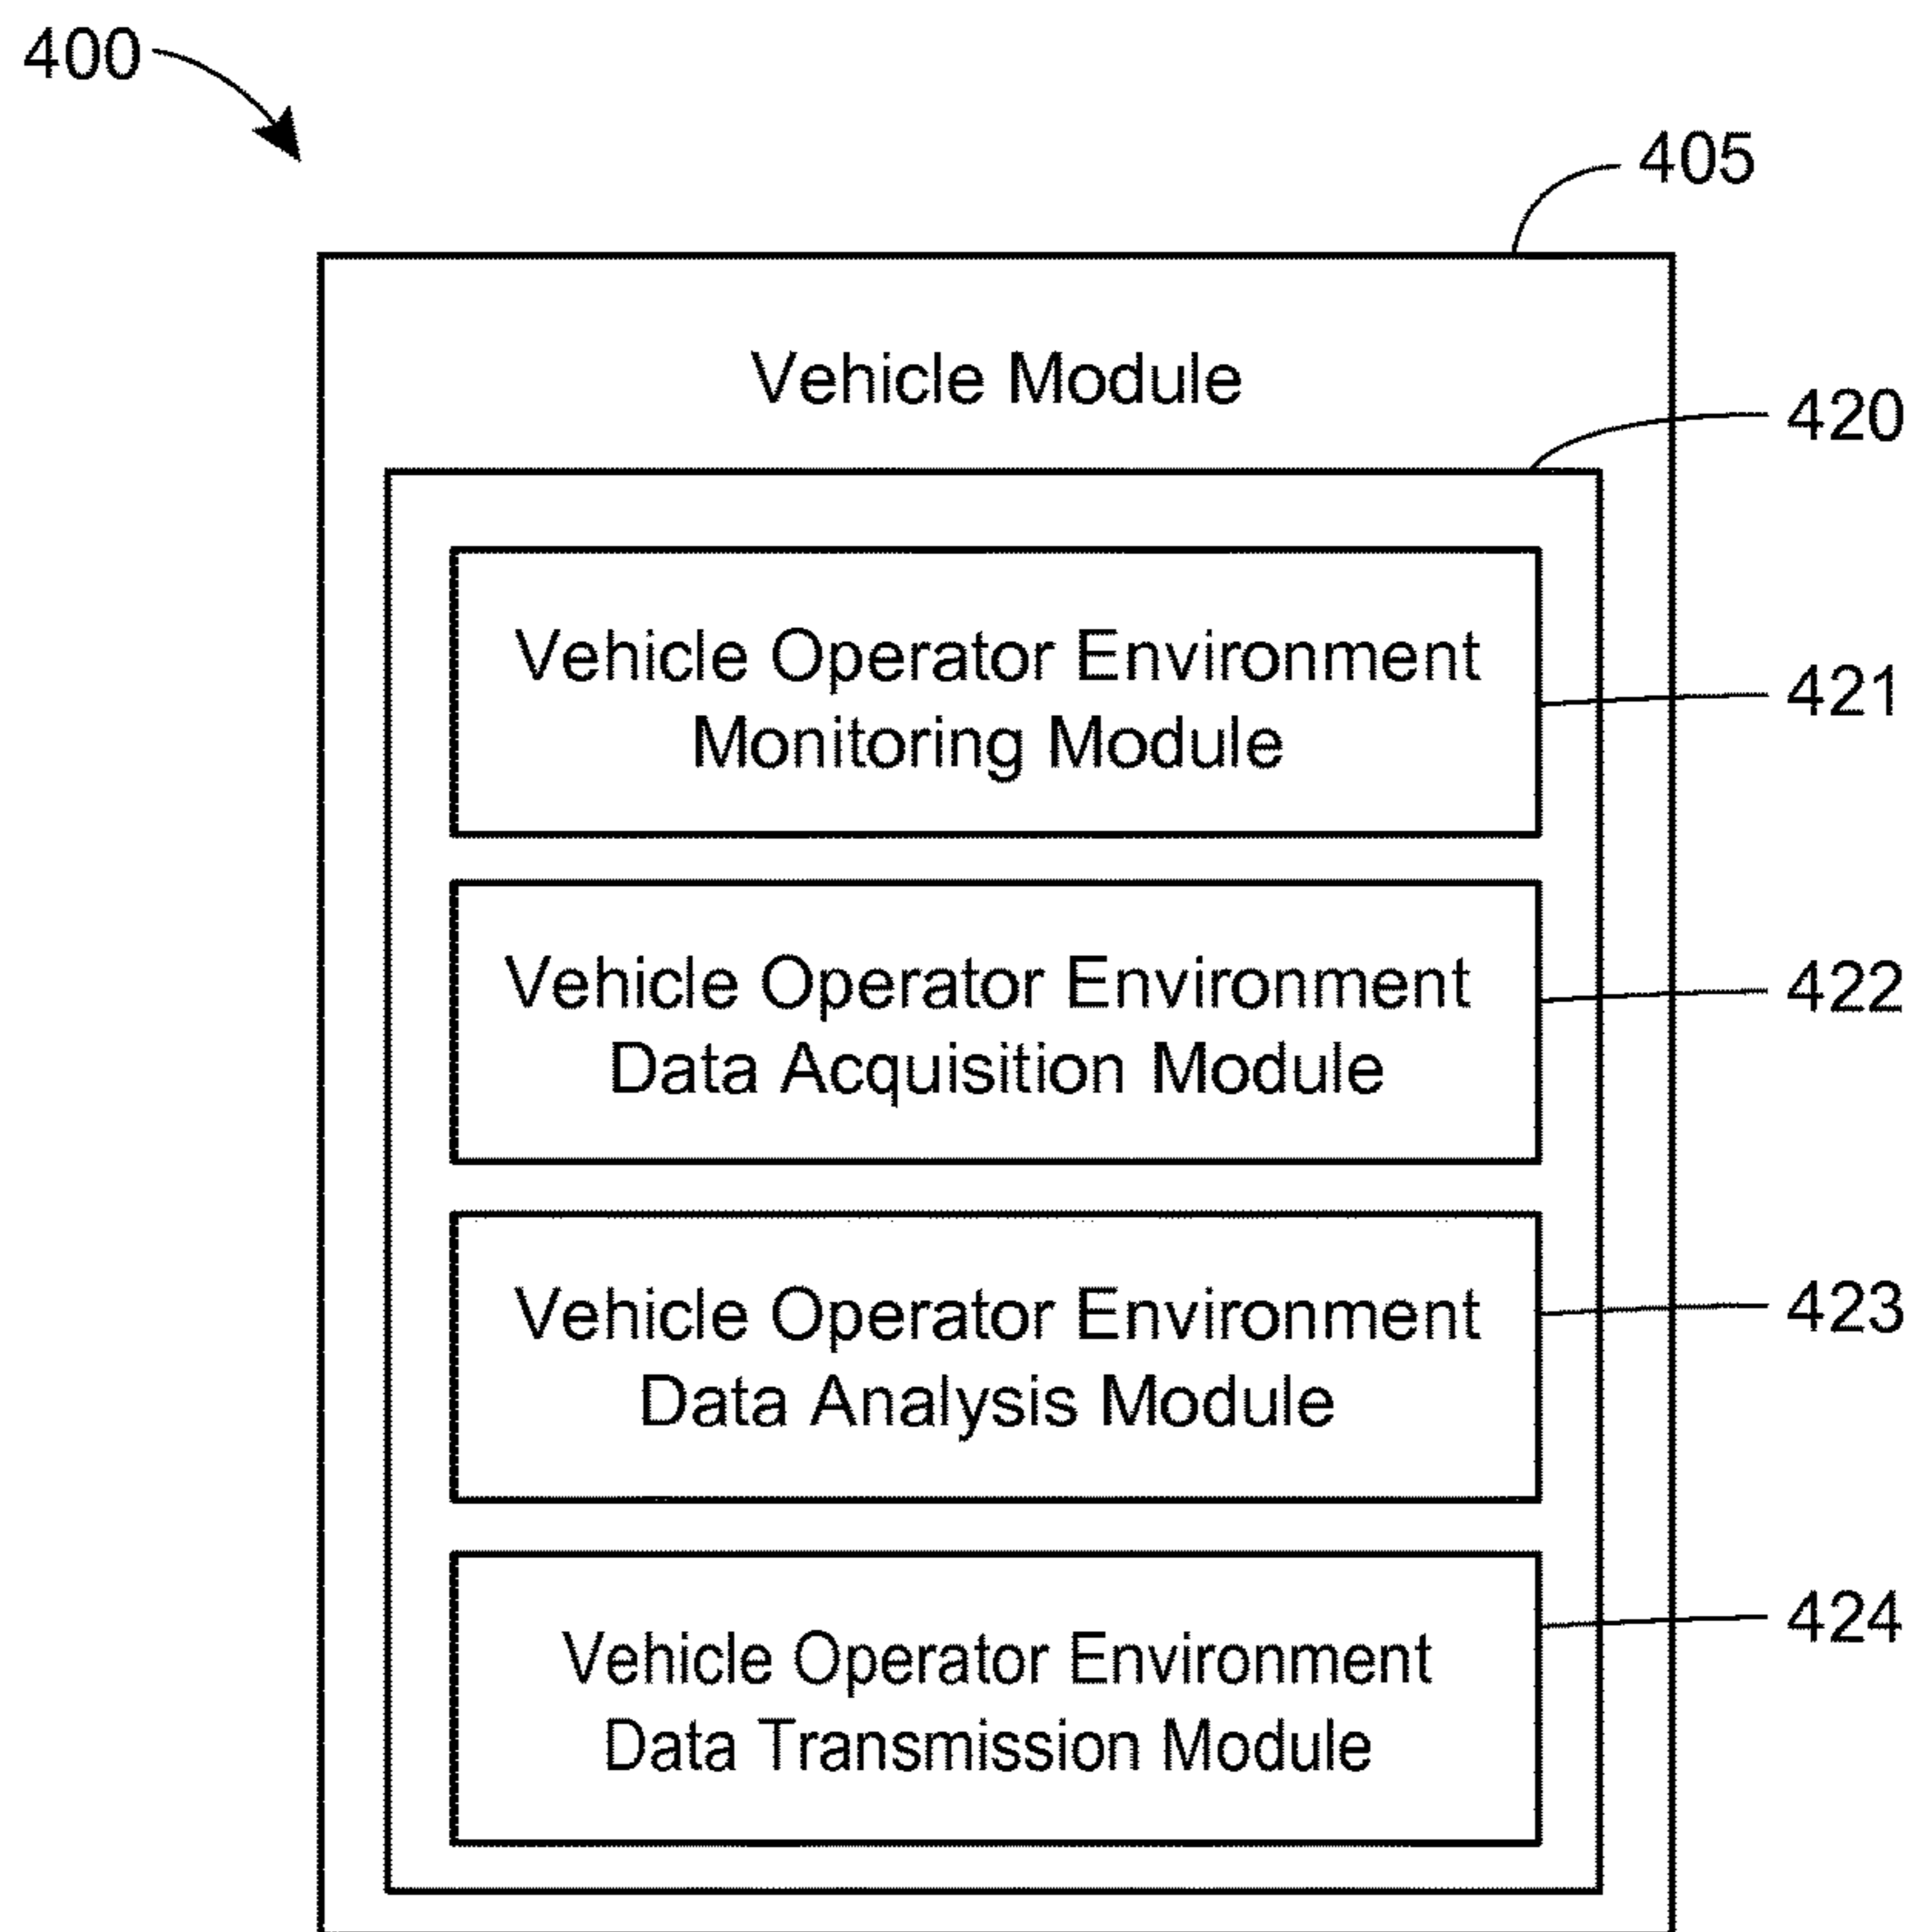 400
405
Vehicle Module
420
Vehicle Operator Environment
Monitoring Module
421
Vehicle Operator Environment
Data Acquisition Module
422
Vehicle Operator Environment
Data Analysis Module
423
Vehicle Operator Environment
Data Transmission Module
424